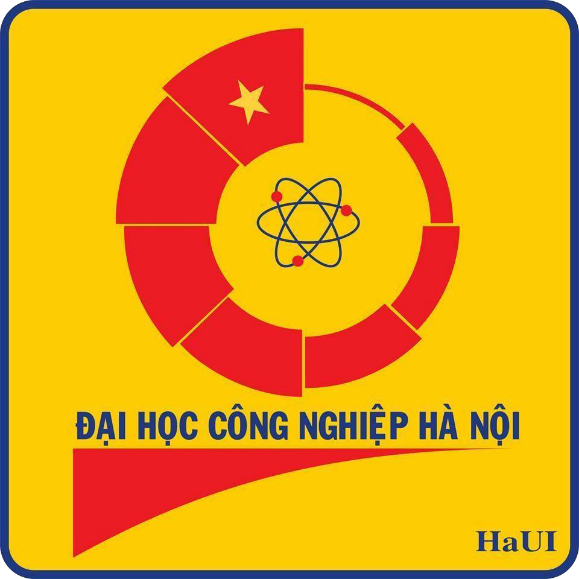 ĐẠI HỌC CÔNG NGHIỆP HÀ NỘI
HaUI